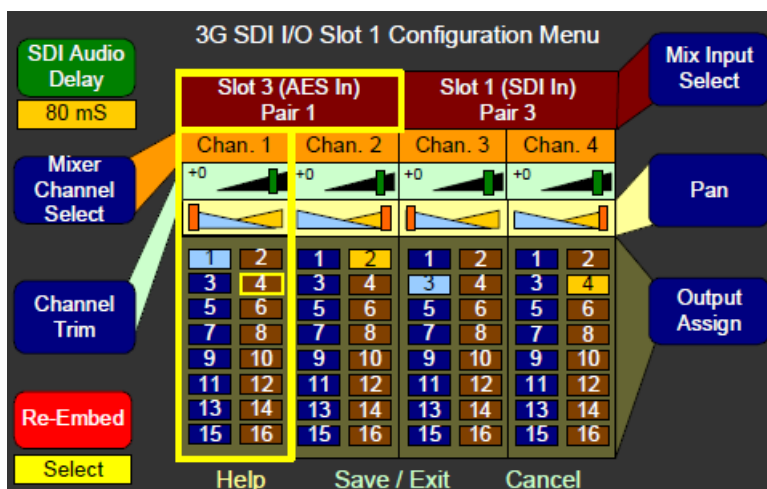 3G SDI I/O Slot 1 Configuration Menu
SDI Audio
Delay
80 mS
Mix Input
Select
Slot 3 (AES In)
Pair 1
Slot 1 (SDI In)
Pair 3
Chan. 1 Chan. 2 Chan. 3 Chan. 4
+0 +0 +0 +0
Mixer
Channel
Select
Pan
1 2 1 2 1 2 1 2
3 4 3 4 3 4 3 4
5 6 5 6 5 6 5 6
7 8 7 8 7 8 7 8
9 10 9 10 9 10 9 10
11 12 11 12 11 12 11 12
13 14 13 14 13 14 13 14
15 16 15 16 15 16 15 16
Channel
Trim
Output
Assign
Re-Embed
Select
Help Save / Exit Cancel